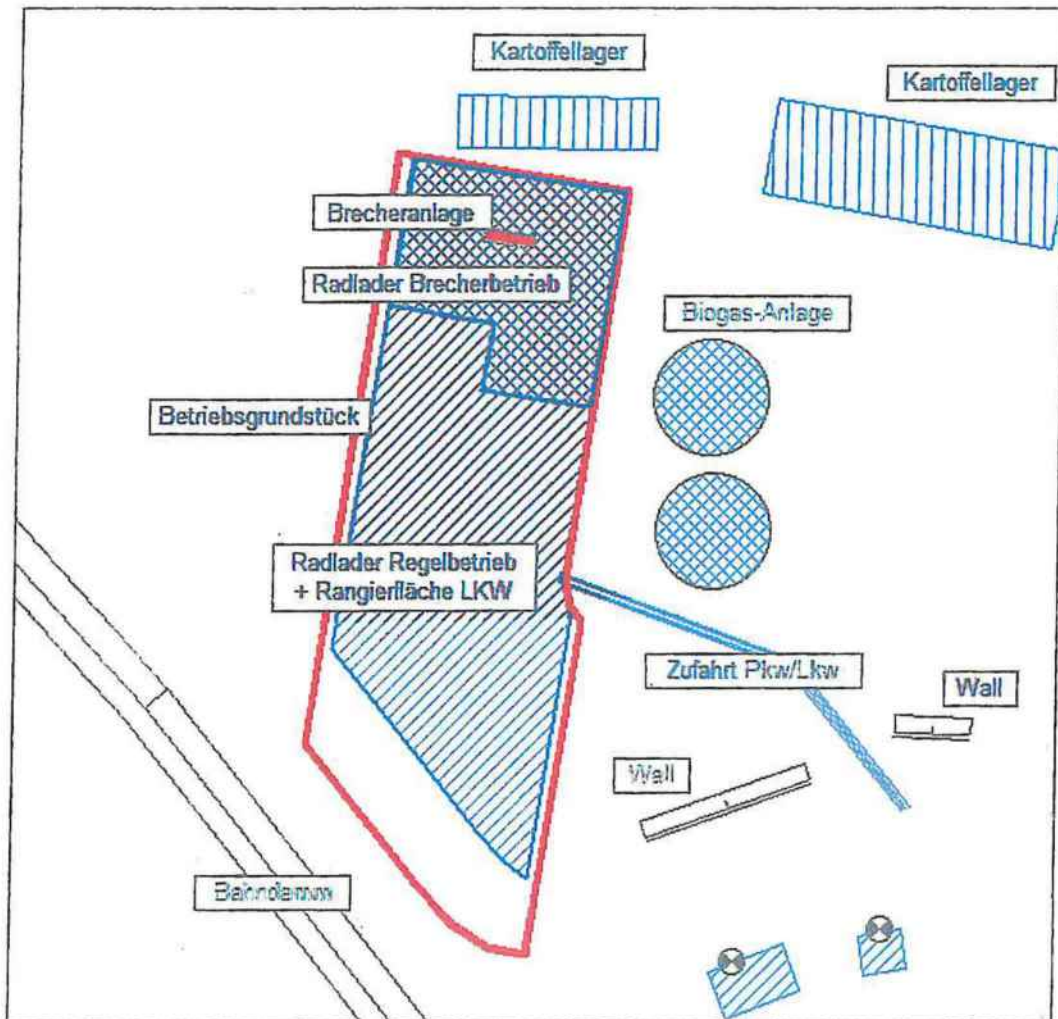 Kartoffellager
Kartoffellager
Brecheranlage
Radlader Brecherbetrieb
Biogas-Anlage
Betriebsgrundstück
Radlader Regelbetrieb
+ Rangierfläche LKW
Zufahrt Pkw/Lkw
Wall
Wall
Bahndamm